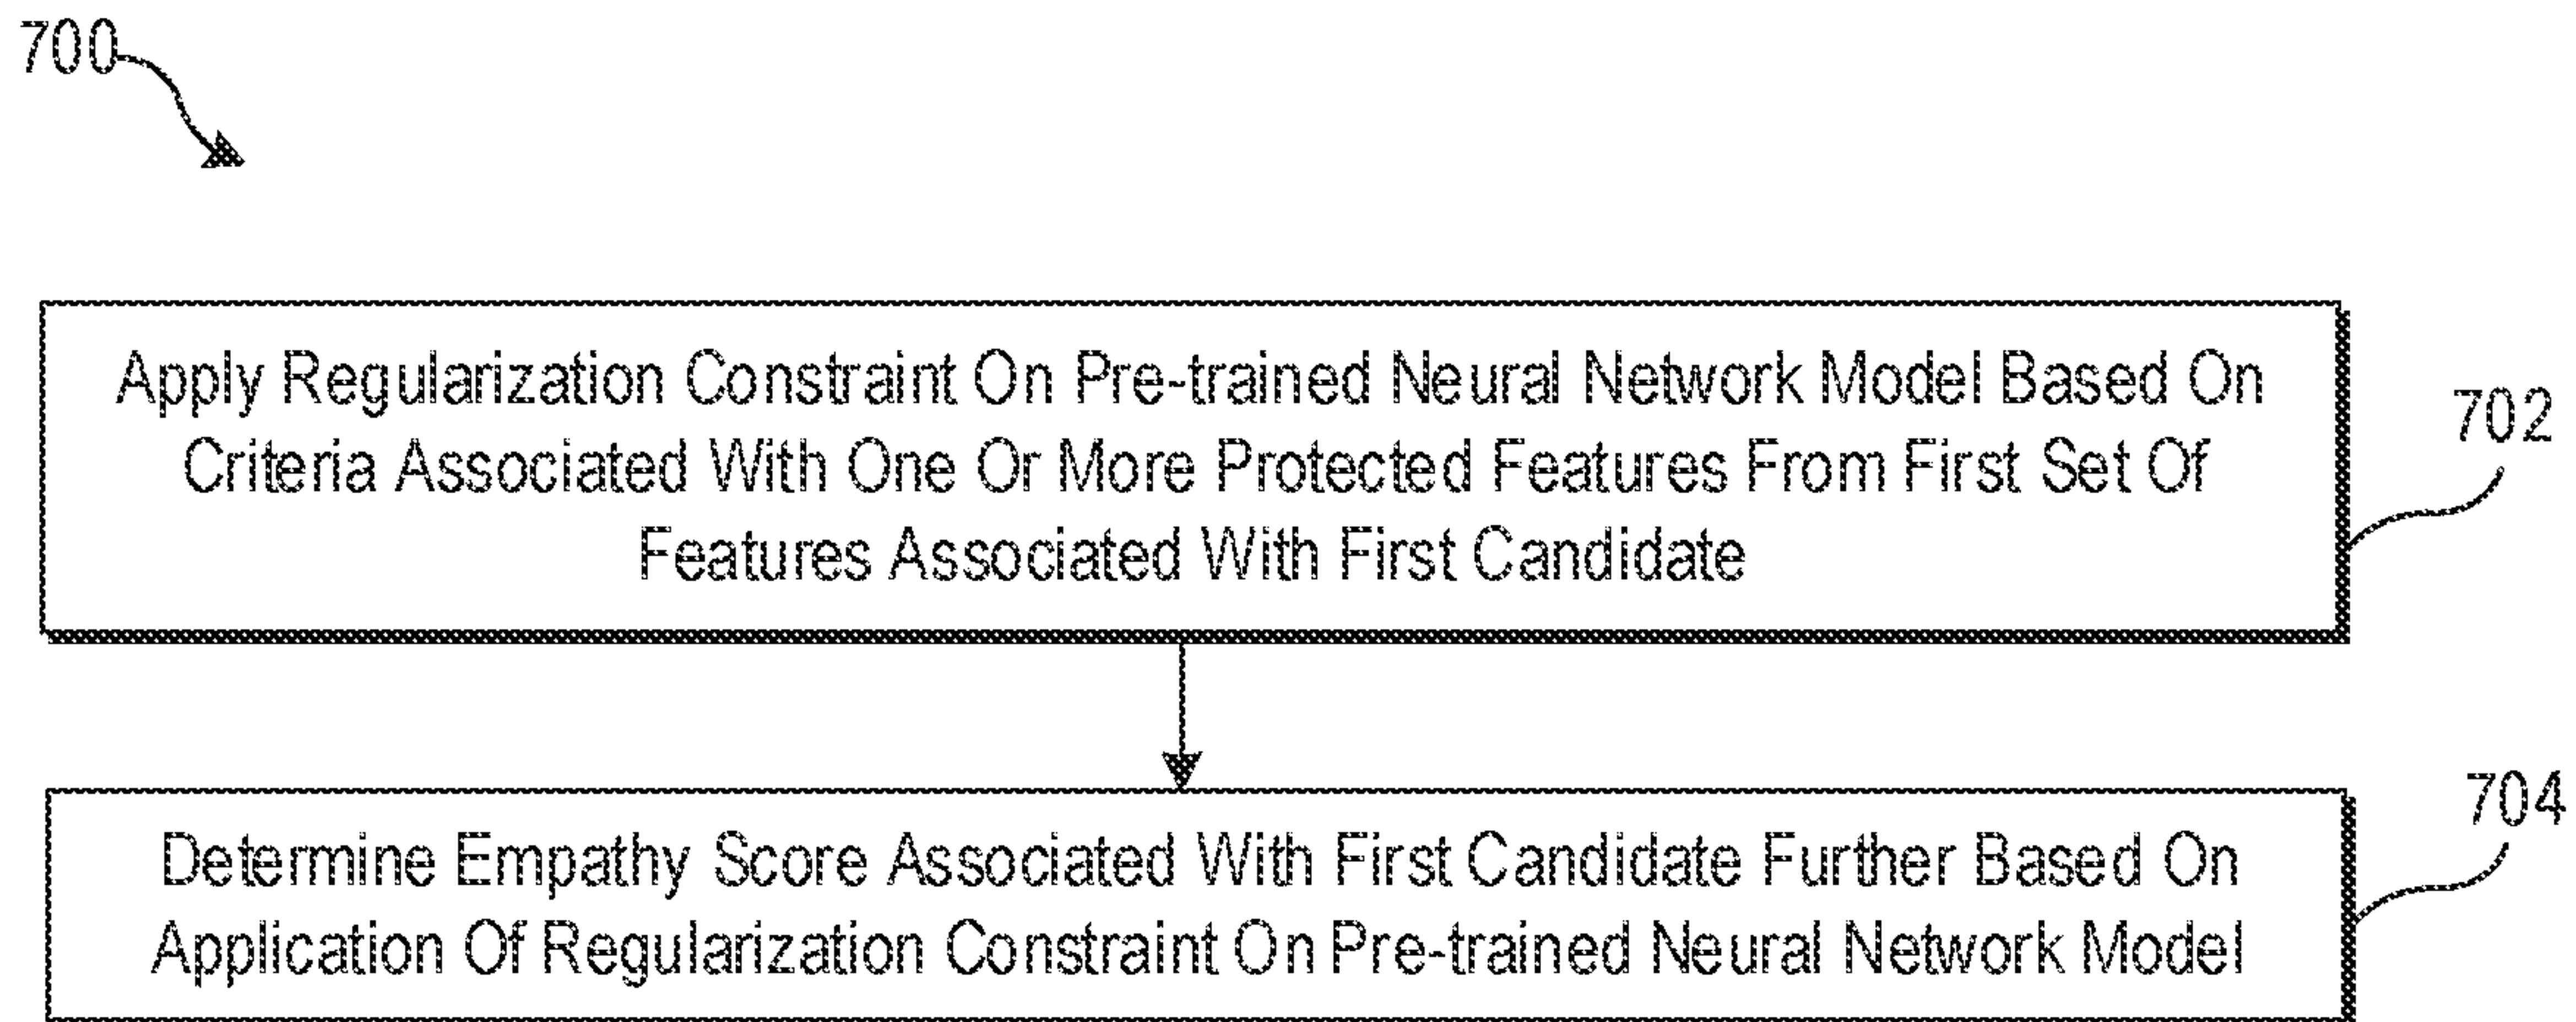 700
Apply Regularization Constraint On Pre-trained Neural Network Model Based On
Criteria Associated With One Or More Protected Features From First Set Of
Features Associated With First Candidate
702
Determine Empathy Score Associated With First Candidate Further Based On
Application Of Regularization Constraint On Pre-trained Neural Network Model
704